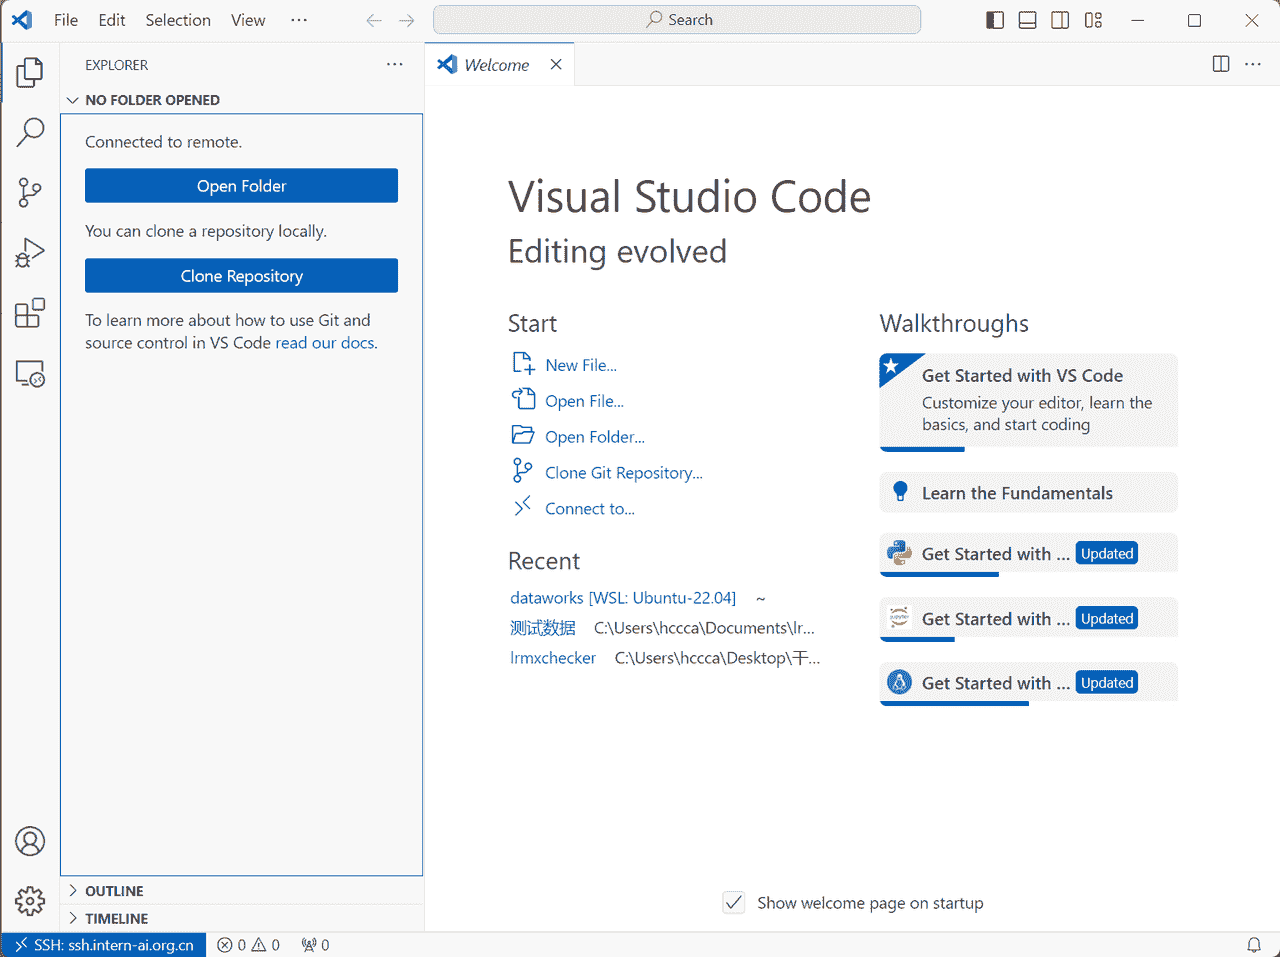 File Edit Selection View ··· Search
EXPLORER ···
Welcome
NO FOLDER OPENED
Connected to remote.
Open Folder
You can clone a repository locally.
Clone Repository
To learn more about how to use Git and
source control in VS Code read our docs.
OUTLINE
TIMELINE
Visual Studio Code
Editing evolved
Start
New File...
Open File...
Open Folder...
Clone Git Repository...
Connect to...
Recent
dataworks [WSL: Ubuntu-22.04] ~
测试数据 C:\Users\hccca\Documents\lr...
lrmxchecker C:\Users\hccca\Desktop\干...
Walkthroughs
Get Started with VS Code
Customize your editor, learn the
basics, and start coding
Learn the Fundamentals
Get Started with ... Updated
Get Started with ... Updated
Get Started with ... Updated
Show welcome page on startup
SSH: ssh.intern-ai.org.cn 0 0 0